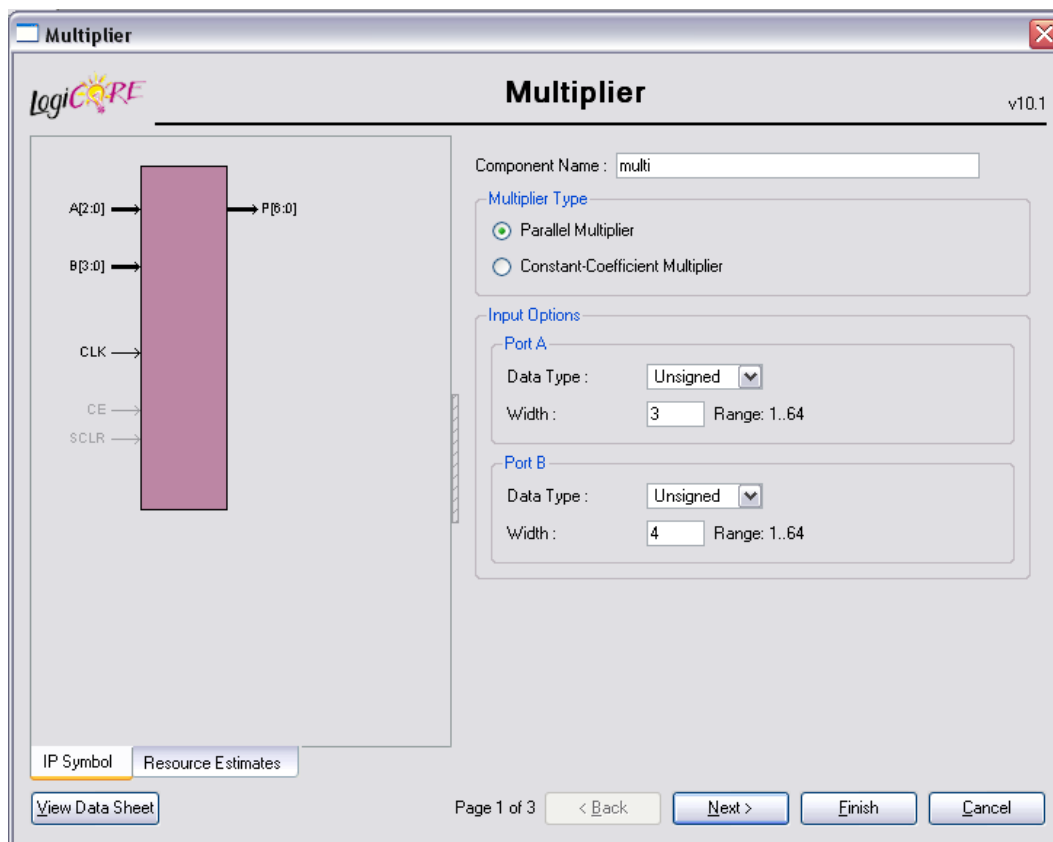 Multiplier
LogiCORE
Multiplier
v10.1
A[2:0]
P[6:0]
B[3:0]
CLK
CE
SCLR
Component Name : multi
Multiplier Type
Parallel Multiplier
Constant-Coefficient Multiplier
Input Options
Port A
Data Type : Unsigned
Width : 3 Range: 1..64
Port B
Data Type : Unsigned
Width : 4 Range: 1..64
IP Symbol Resource Estimates
View Data Sheet Page 1 of 3 < Back Next > Finish Cancel